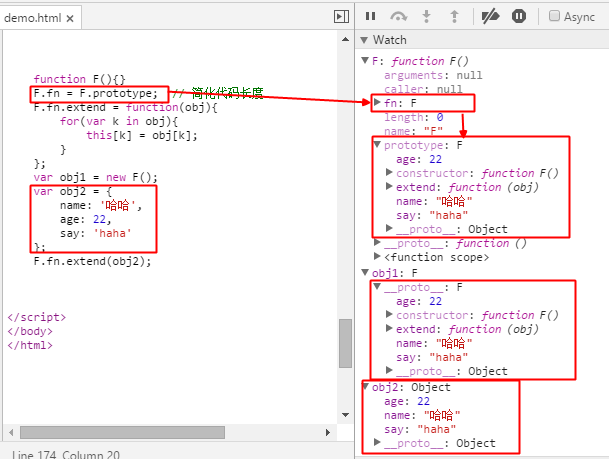 demo.html ×
Async
Watch
function F(){}
F.fn = F.prototype; // 简化代码长度
F.fn.extend = function(obj){
for(var k in obj){
this[k] = obj[k];
}
};
var obj1 = new F();
var obj2 = {
name: '哈哈',
age: 22,
say: 'haha'
};
F.fn.extend(obj2);
</script>
</body>
</html>
Line 174, Column 20
F: function F()
arguments: null
caller: null
fn: F
length: 0
name: "F"
prototype: F
age: 22
constructor: function F()
extend: function (obj)
name: "哈哈"
say: "haha"
__proto__: Object
__proto__: function ()
<function scope>
obj1: F
__proto__: F
age: 22
constructor: function F()
extend: function (obj)
name: "哈哈"
say: "haha"
__proto__: Object
obj2: Object
age: 22
name: "哈哈"
say: "haha"
__proto__: Object